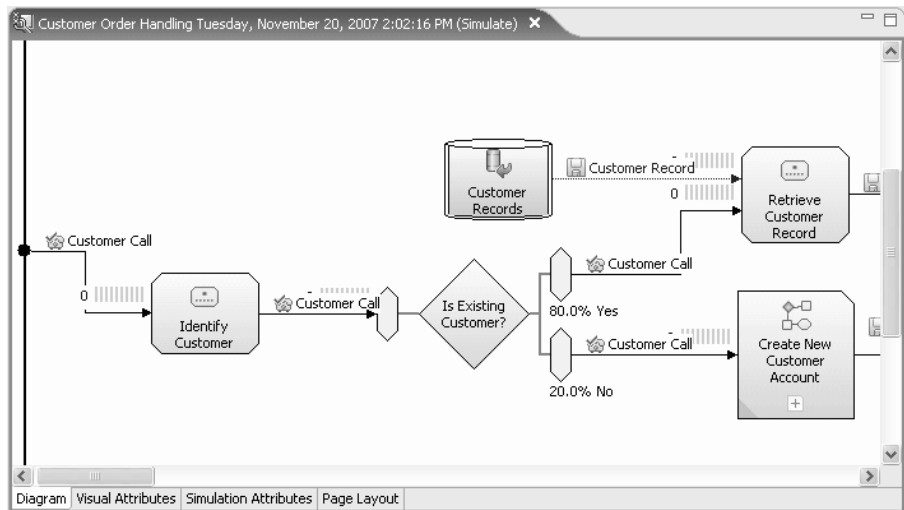 Customer Order Handling Tuesday, November 20, 2007 2:02:16 PM (Simulate)
Customer
Records
Customer Record
-
0
Retrieve
Customer
Record
Customer Call
0
Identify
Customer
-
Customer Call
Is Existing
Customer?
Customer Call
80.0% Yes
-
Customer Call
20.0% No
Create New
Customer
Account
Diagram
Visual Attributes
Simulation Attributes
Page Layout